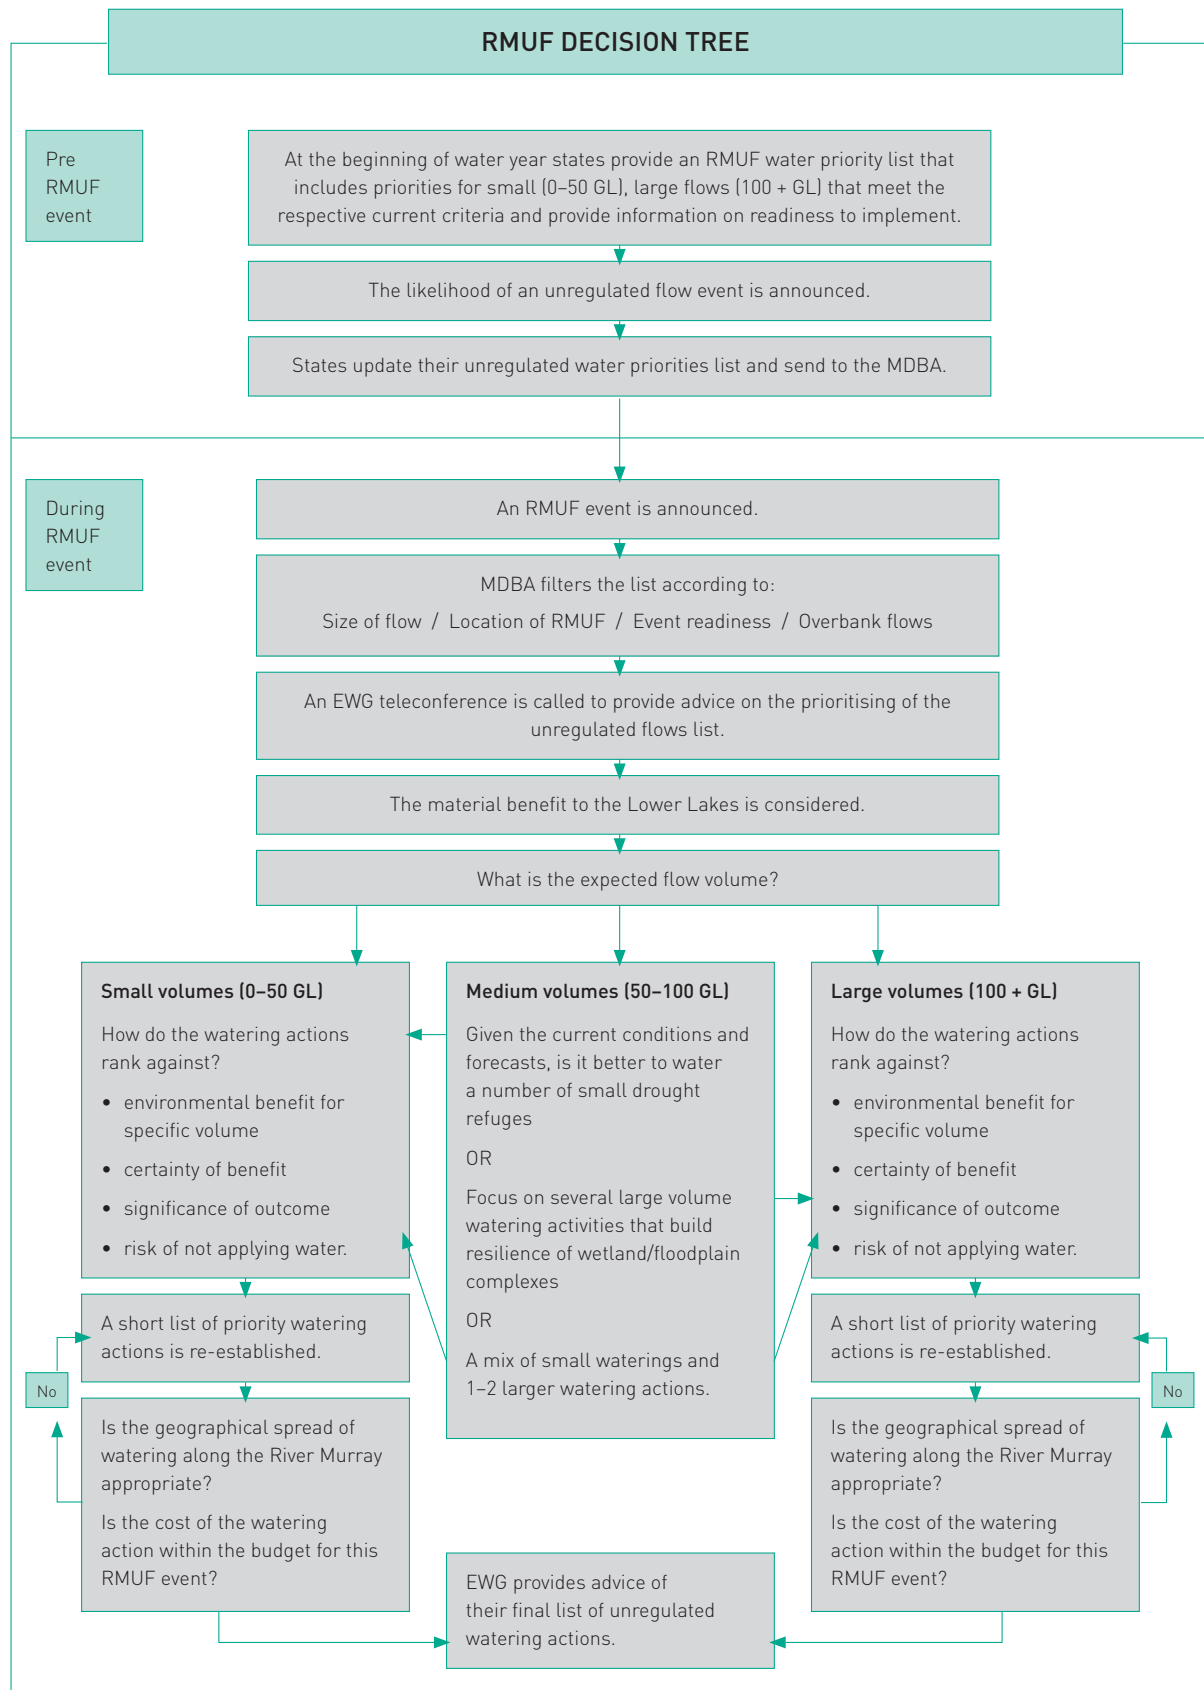 RMUF DECISION TREE
Pre
RMUF
event
At the beginning of water year states provide an RMUF water priority list that
includes priorities for small (0–50 GL), large flows (100 + GL) that meet the
respective current criteria and provide information on readiness to implement.
The likelihood of an unregulated flow event is announced.
States update their unregulated water priorities list and send to the MDBA.
During
RMUF
event
An RMUF event is announced.
MDBA filters the list according to:
Size of flow / Location of RMUF / Event readiness / Overbank flows
An EWG teleconference is called to provide advice on the prioritising of the
unregulated flows list.
The material benefit to the Lower Lakes is considered.
What is the expected flow volume?
Small volumes (0–50 GL)
How do the watering actions
rank against?
• environmental benefit for
specific volume
• certainty of benefit
• significance of outcome
• risk of not applying water.
A short list of priority watering
actions is re-established.
No
Is the geographical spread of
watering along the River Murray
appropriate?
Is the cost of the watering
action within the budget for this
RMUF event?
Medium volumes (50–100 GL)
Given the current conditions and
forecasts, is it better to water
a number of small drought
refuges
OR
Focus on several large volume
watering activities that build
resilience of wetland/floodplain
complexes
OR
A mix of small waterings and
1–2 larger watering actions.
Large volumes (100 + GL)
How do the watering actions
rank against?
• environmental benefit for
specific volume
• certainty of benefit
• significance of outcome
• risk of not applying water.
A short list of priority watering
actions is re-established.
No
Is the geographical spread of
watering along the River Murray
appropriate?
Is the cost of the watering
action within the budget for this
RMUF event?
EWG provides advice of
their final list of unregulated
watering actions.